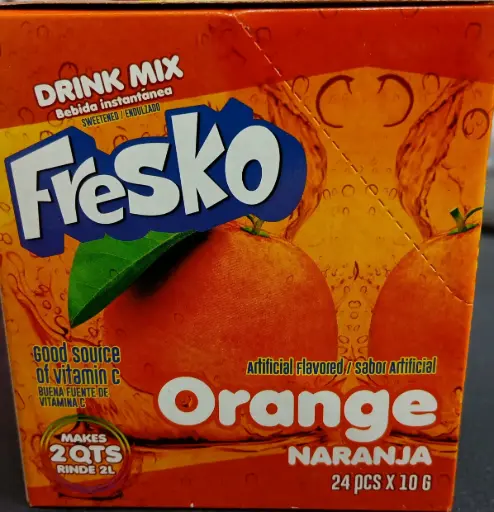 DRINK MIX
Bebida instantánea
SWEETENED / ENDULZADO
Fresko
Good source
of vitamin C
BUENA FUENTE DE
VITAMINA C
MAKES
2 QTS
RINDE 2L
Artificial Flavored / sabor Artificial
Orange
NARANJA
24 pcs X 10 G